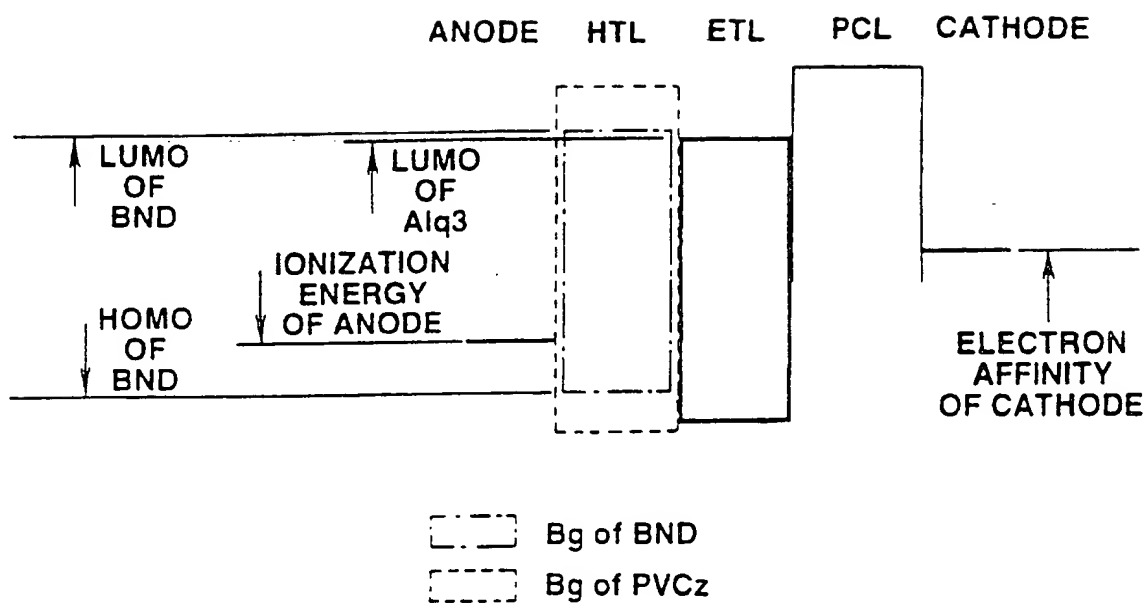 ANODE HTL ETL PCL CATHODE
LUMO
OF
BND
LUMO
OF
Alq3
IONIZATION
ENERGY
OF ANODE
HOMO
OF
BND
ELECTRON
AFFINITY
OF CATHODE
Bg of BND
Bg of PVCz